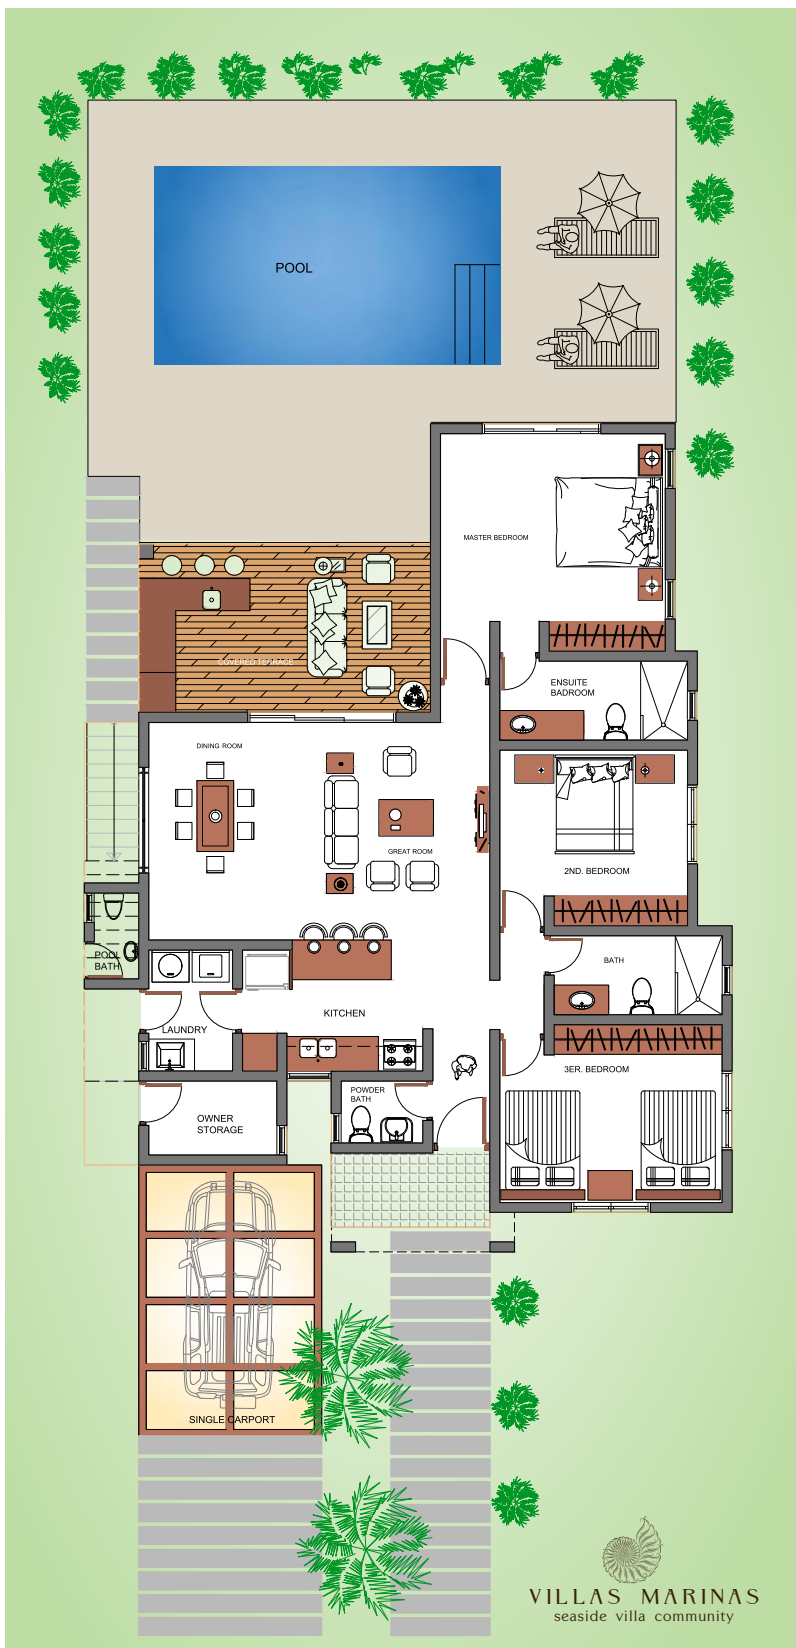 POOL
MASTER BEDROOM
COVERED TERRACE
ENSUITE
BADROOM
DINING ROOM
GREAT ROOM
2ND. BEDROOM
POOL
BATH
BATH
KITCHEN
LAUNDRY
3ER. BEDROOM
POWDER
BATH
OWNER
STORAGE
SINGLE CARPORT
VILLAS MARINAS
seaside villa community